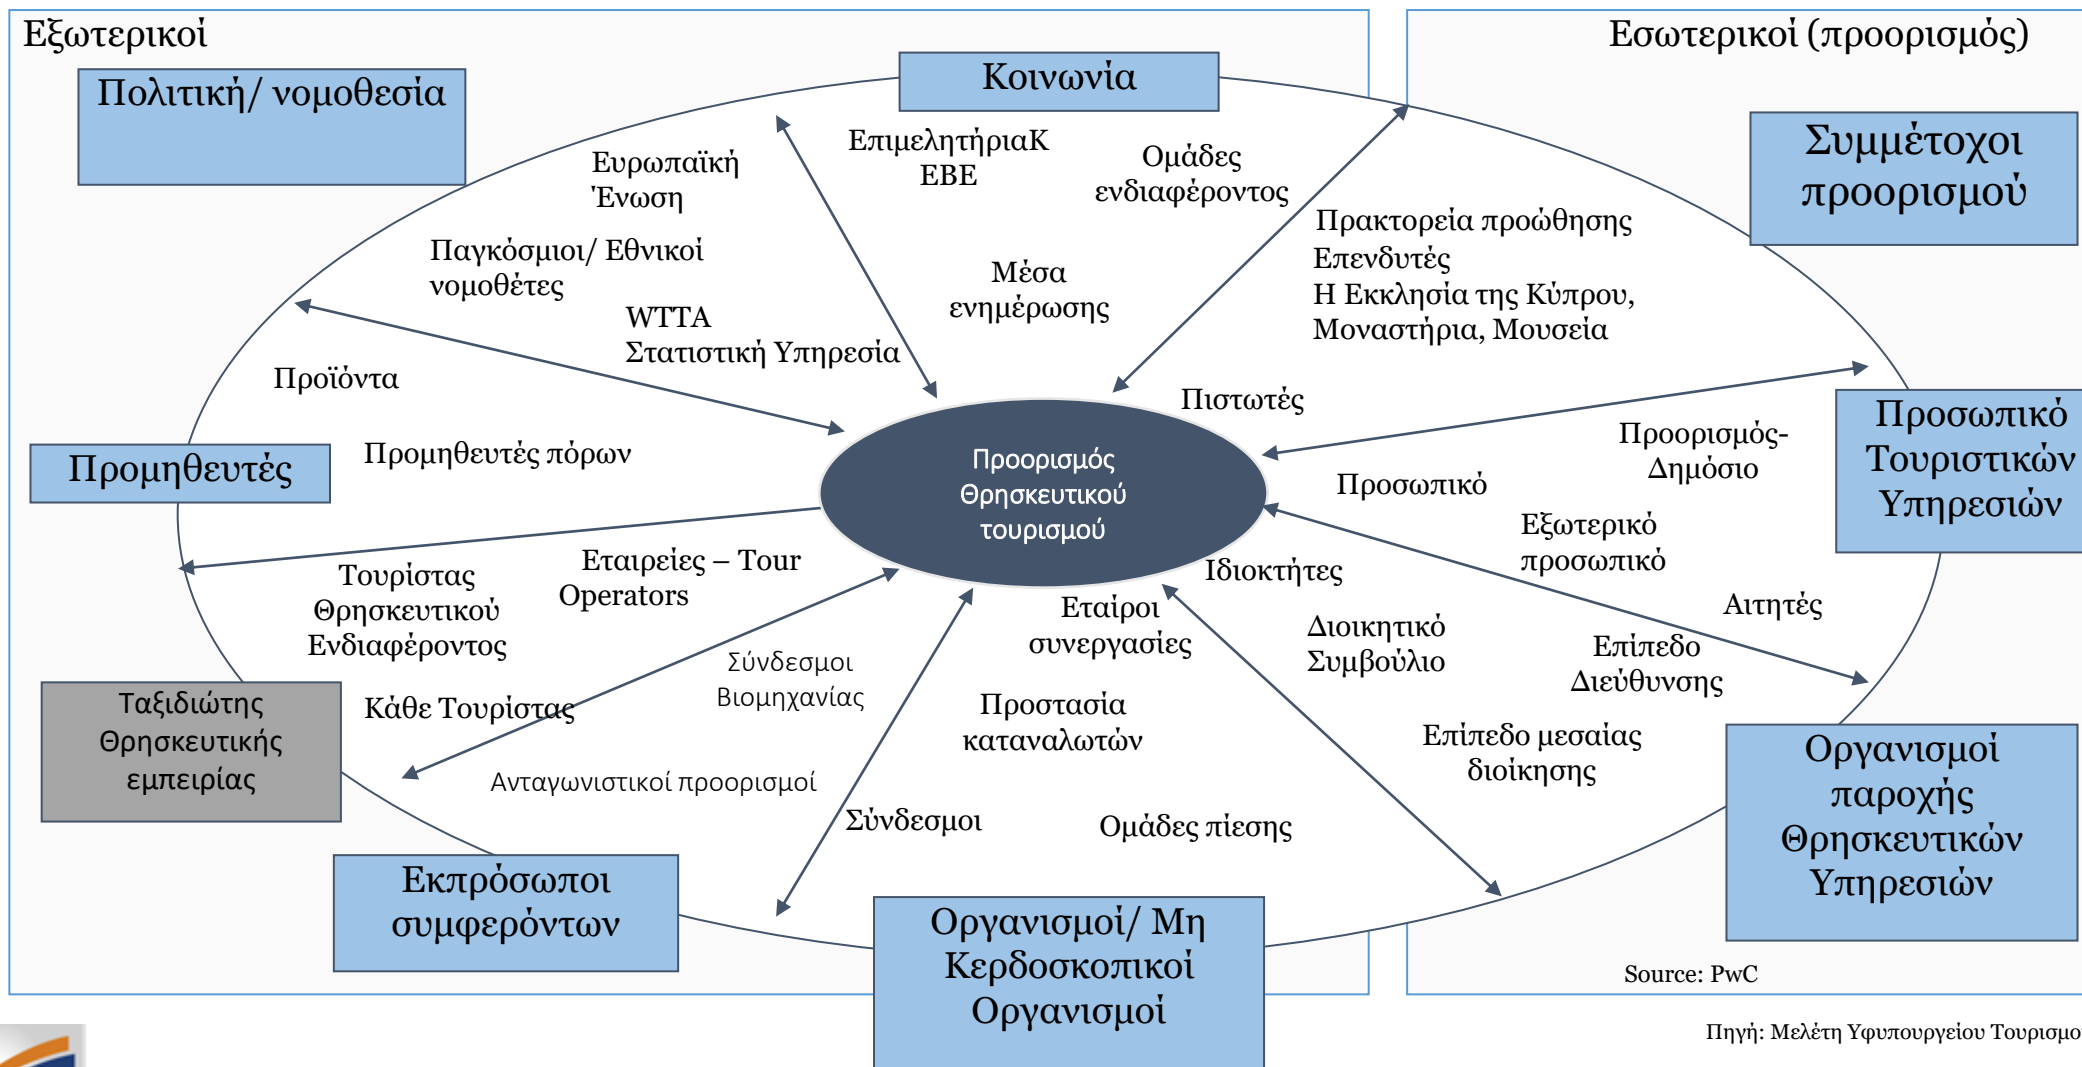 Εξωτερικοί
Εσωτερικοί (προορισμός)
Πολιτική/ νομοθεσία
Κοινωνία
Συμμέτοχοι
προορισμού
Ευρωπαϊκή
Ένωση
ΕπιμελητήριαΚ
ΕΒΕ
Ομάδες
ενδιαφέροντος
Παγκόσμιοι/ Εθνικοί
νομοθέτες
WTTA
Στατιστική Υπηρεσία
Μέσα
ενημέρωσης
Πρακτορεία προώθησης
Επενδυτές
Η Εκκλησία της Κύπρου,
Μοναστήρια, Μουσεία
Προϊόντα
Πιστωτές
Προμηθευτές
Προμηθευτές πόρων
Προορισμός
Θρησκευτικού
τουρισμού
Προσωπικό
Προορισμός-
Δημόσιο
Προσωπικό
Τουριστικών
Υπηρεσιών
Εξωτερικό
προσωπικό
Αιτητές
Τουρίστας
Θρησκευτικού
Ενδιαφέροντος
Εταιρείες – Tour
Operators
Ιδιοκτήτες
Εταίροι
συνεργασίες
Διοικητικό
Συμβούλιο
Επίπεδο
Διεύθυνσης
Ταξιδιώτης
Θρησκευτικής
εμπειρίας
Κάθε Τουρίστας
Σύνδεσμοι
Βιομηχανίας
Προστασία
καταναλωτών
Επίπεδο μεσαίας
διοίκησης
Ανταγωνιστικοί προορισμοί
Σύνδεσμοι
Ομάδες πίεσης
Οργανισμοί
παροχής
Θρησκευτικών
Υπηρεσιών
Εκπρόσωποι
συμφερόντων
Οργανισμοί/ Μη
Κερδοσκοπικοί
Οργανισμοί
Source: PwC
Πηγή: Μελέτη Υφυπουργείου Τουρισμού